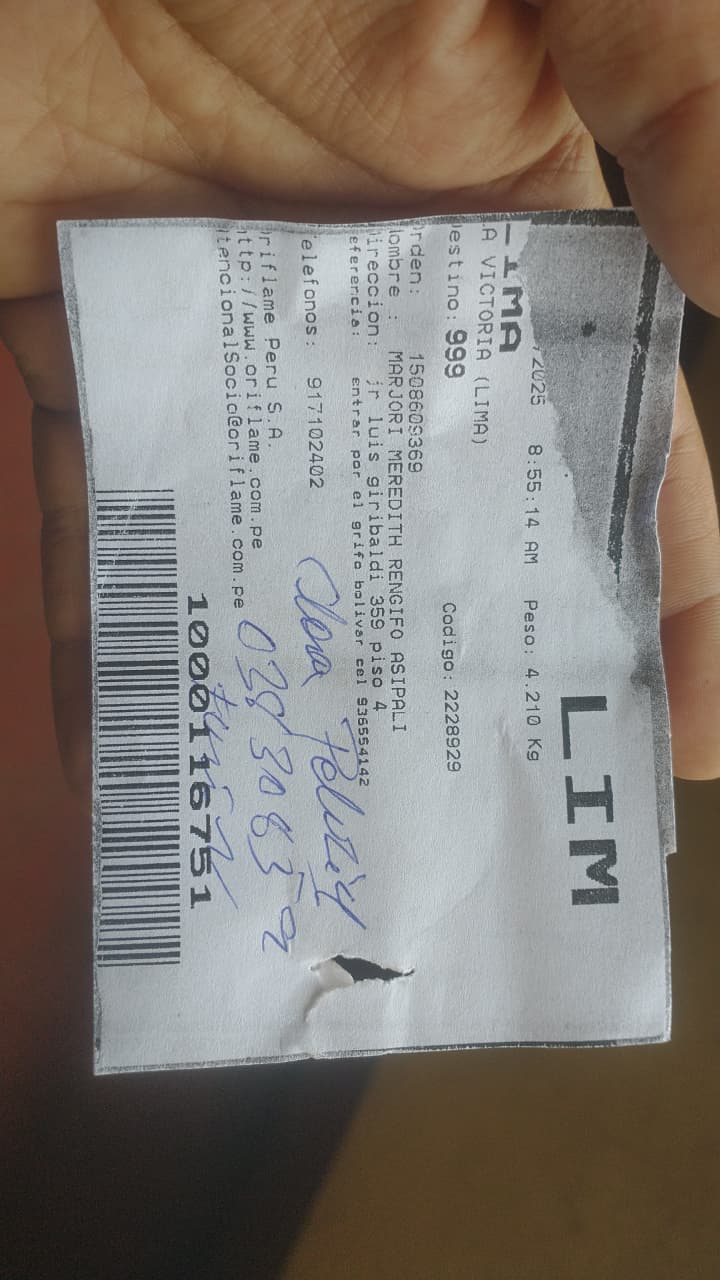 LIM
/2025 8:55:14 AM Peso: 4.210 Kg
LIMA
LA VICTORIA (LIMA)
estino: 999 Codigo: 2228929
rden: 1508609369
ombre : MARJORI MEREDITH RENGIFO ASIPALI
ireccion: jr luis giribaldi 359 piso 4
eferencia: entrar por el grifo bolivar cel 936554142
elefonos: 917102402
riflame Peru S.A.
ttp://www.oriflame.com.pe
tencionalSocio@oriflame.com.pe
1000116751